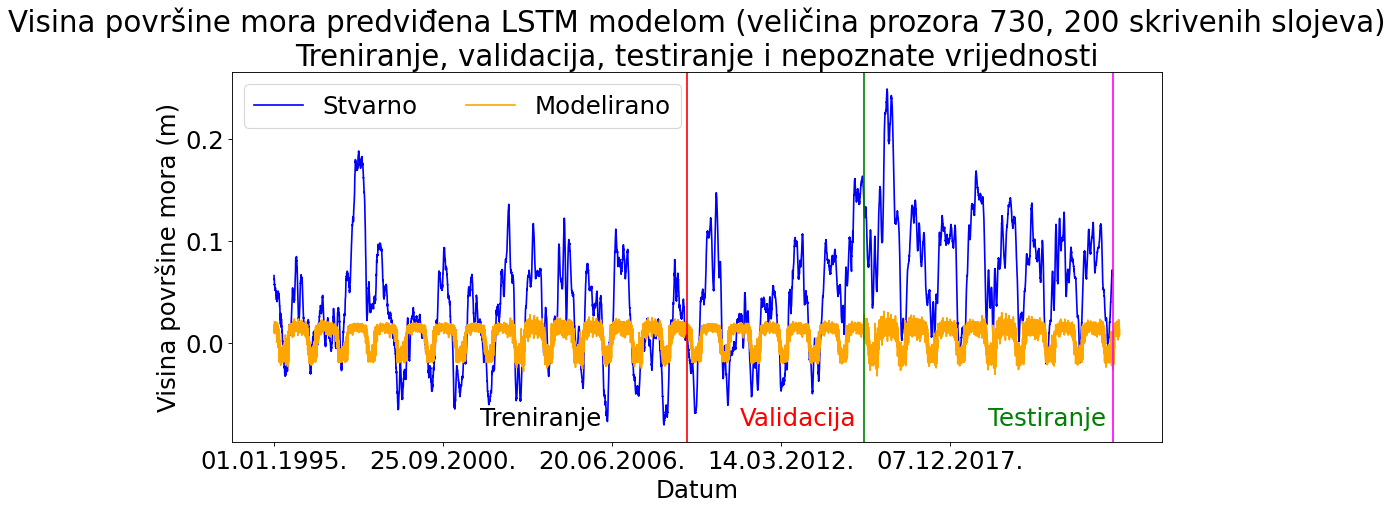 Visina površine mora predviđena LSTM modelom (veličina prozora 730, 200 skrivenih slojeva)
Treniranje, validacija, testiranje i nepoznate vrijednosti
Stvarno
Modelirano
Visina površine mora (m)
0.2
0.1
0.0
Treniranje
Validacija
Testiranje
01.01.1995.
25.09.2000.
20.06.2006.
14.03.2012.
07.12.2017.
Datum